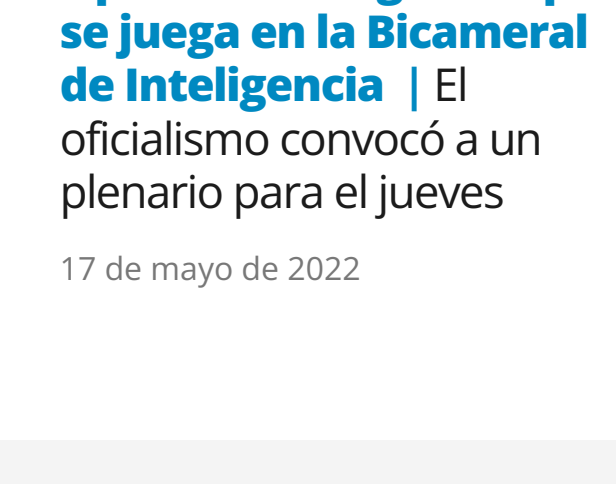 se juega en la Bicameral
de Inteligencia | El
oficialismo convocó a un
plenario para el jueves
17 de mayo de 2022